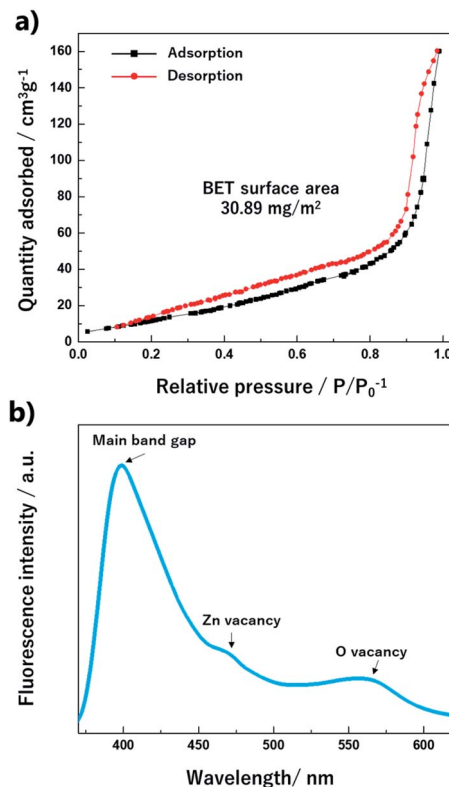 a)
160
140
120
100
80
60
40
20
0
Quantity adsorbed / cm³g-¹
Adsorption
Desorption
BET surface area
30.89 mg/m²
0.0 0.2 0.4 0.6 0.8 1.0
Relative pressure / P/P₀⁻¹
b)
Fluorescence intensity / a.u.
Main band gap
Zn vacancy
O vacancy
400 450 500 550 600
Wavelength/ nm